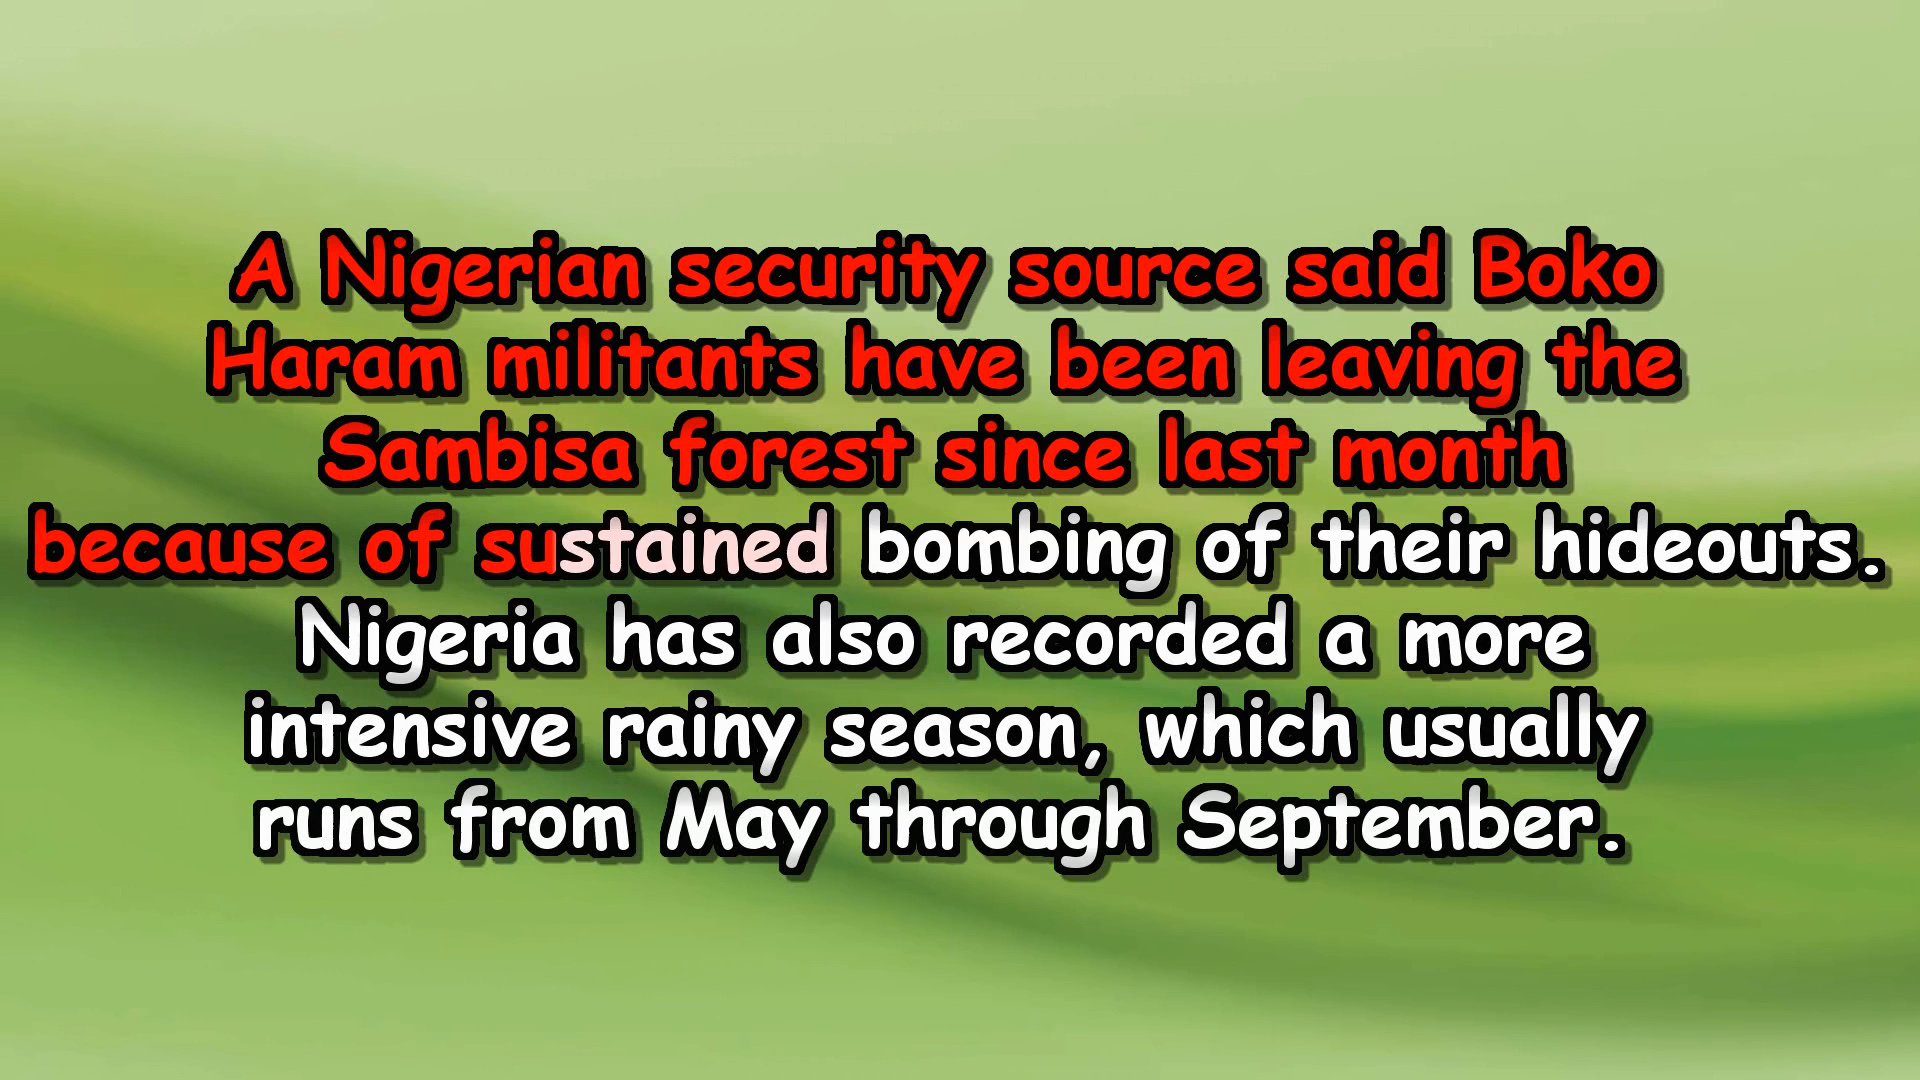 A Nigerian security source said Boko
Haram militants have been leaving the
Sambisa forest since last month
because of sustained bombing of their hideouts.
Nigeria has also recorded a more
intensive rainy season, which usually
runs from May through September.